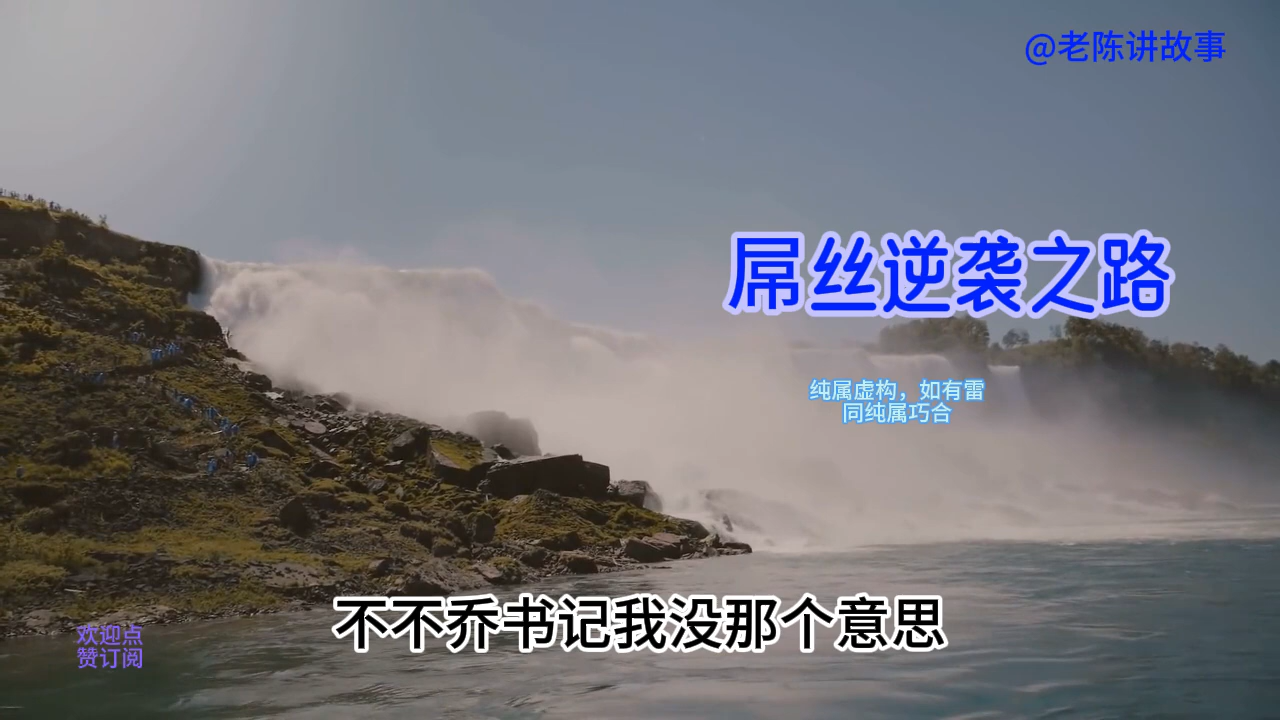 @老陈讲故事
屌丝逆袭之路
纯属虚构，如有雷
同纯属巧合
不不乔书记我没那个意思
欢迎点
赞订阅